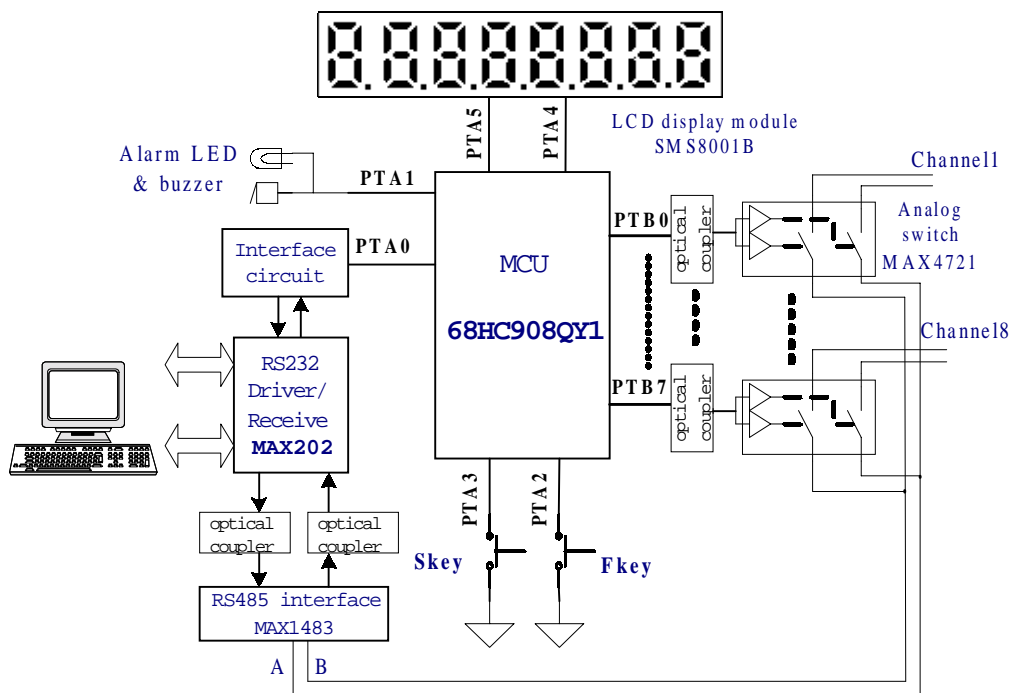 8.8.8.8.8.8.8.8
PTA5
PTA4
LCD display module
SMS8001B
Alarm LED
& buzzer
PTA1
Channel1
PTB0
optical
coupler
Analog
switch
MAX4721
Interface
circuit
PTA0
MCU
68HC908QY1
Channel8
RS232
Driver/
Receive
MAX202
PTB7
optical
coupler
PTA3
PTA2
optical
coupler
optical
coupler
Skey
Fkey
RS485 interface
MAX1483
A
B